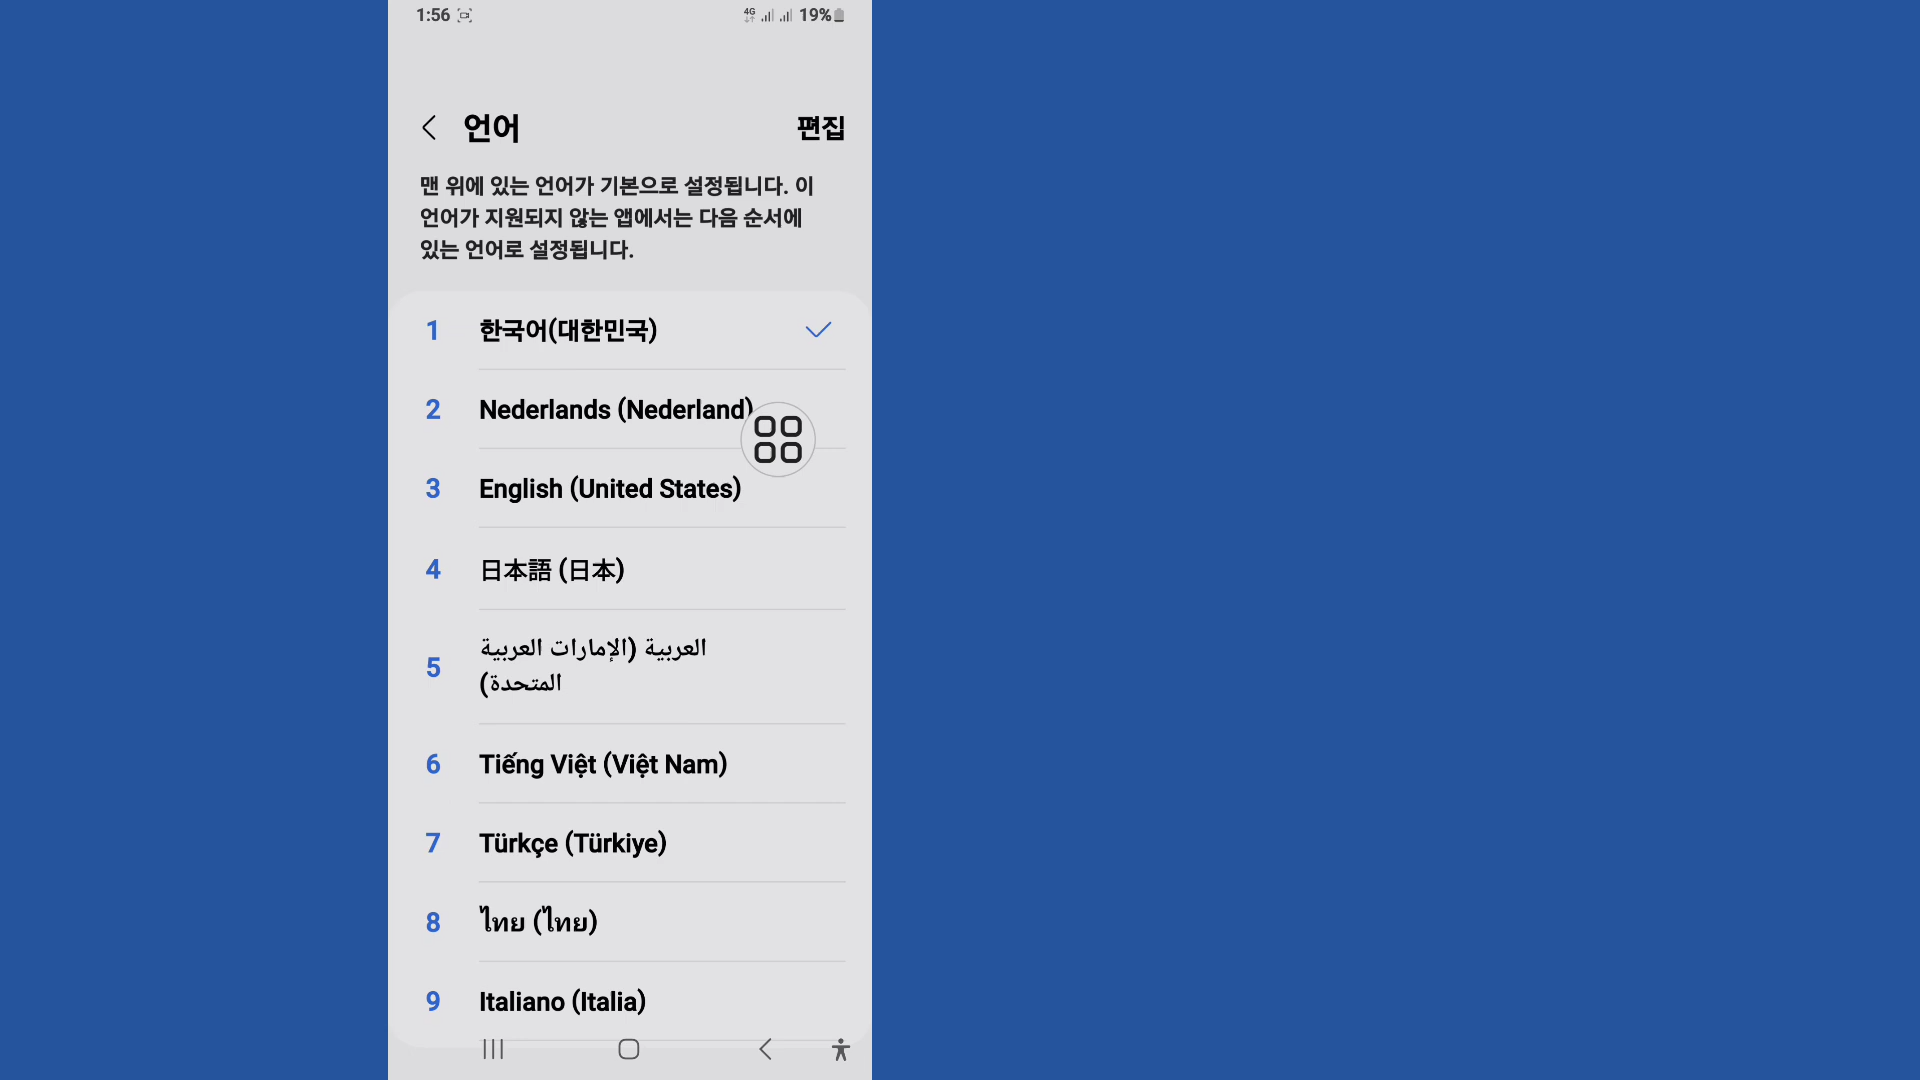 1:56
4G
19%
언어
편집
맨 위에 있는 언어가 기본으로 설정됩니다. 이
언어가 지원되지 않는 앱에서는 다음 순서에
있는 언어로 설정됩니다.
1 한국어(대한민국)
2 Nederlands (Nederland)
3 English (United States)
4 日本語 (日本)
5 العربية (الإمارات العربية
المتحدة)
6 Tiếng Việt (Việt Nam)
7 Türkçe (Türkiye)
8 ไทย (ไทย)
9 Italiano (Italia)